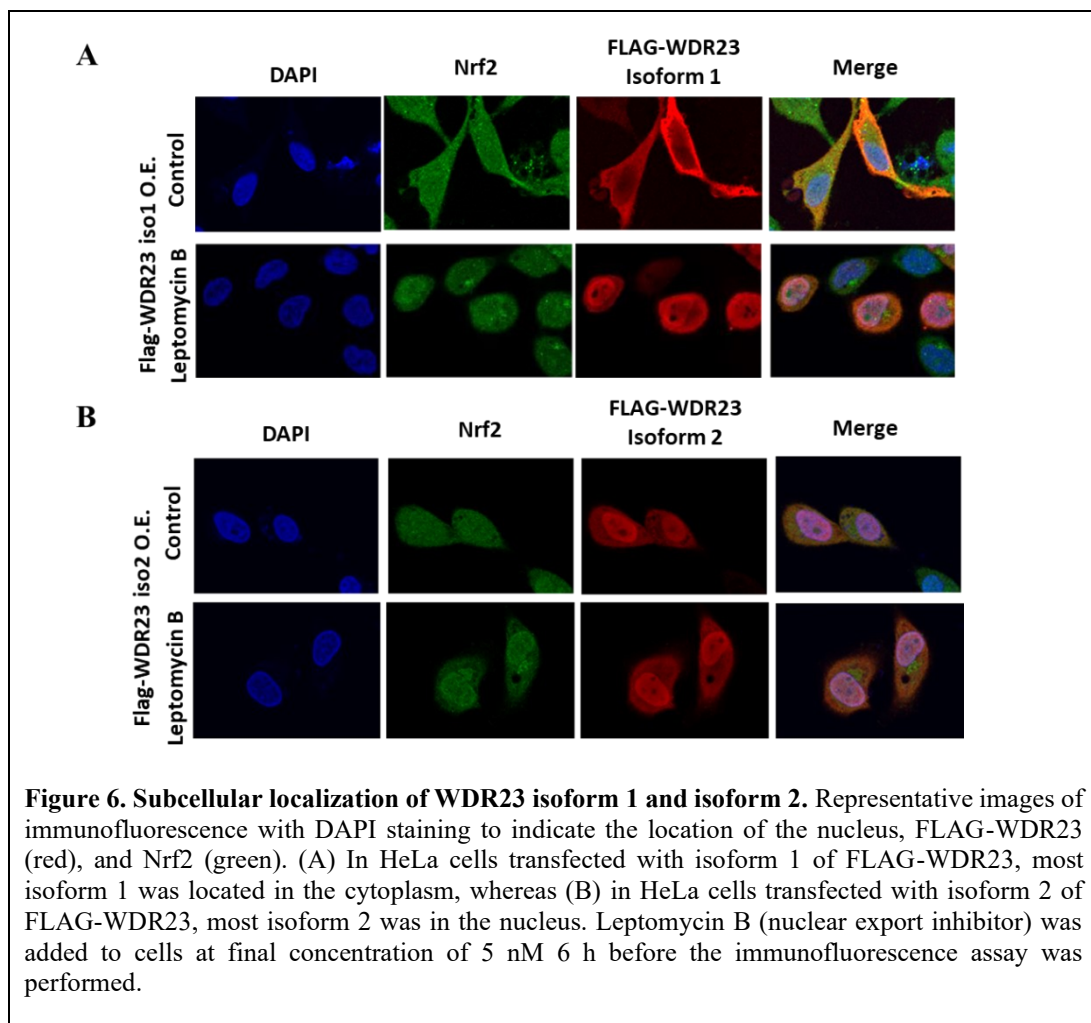 A
DAPI
Nrf2
FLAG-WDR23
Isoform 1
Merge
Flag-WDR23 iso1 O.E.
Control
Leptomycin B
B
DAPI
Nrf2
FLAG-WDR23
Isoform 2
Merge
Flag-WDR23 iso2 O.E.
Control
Leptomycin B
Figure 6. Subcellular localization of WDR23 isoform 1 and isoform 2. Representative images of
immunofluorescence with DAPI staining to indicate the location of the nucleus, FLAG-WDR23
(red), and Nrf2 (green). (A) In HeLa cells transfected with isoform 1 of FLAG-WDR23, most
isoform 1 was located in the cytoplasm, whereas (B) in HeLa cells transfected with isoform 2 of
FLAG-WDR23, most isoform 2 was in the nucleus. Leptomycin B (nuclear export inhibitor) was
added to cells at final concentration of 5 nM 6 h before the immunofluorescence assay was
performed.